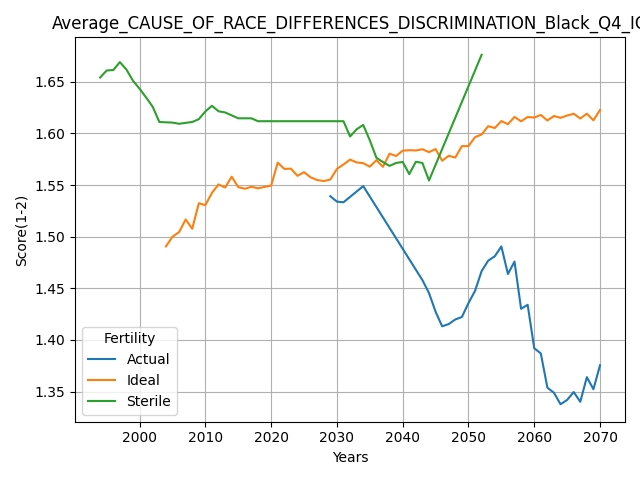 Average_CAUSE_OF_RACE_DIFFERENCES_DISCRIMINATION_Black_Q4_IQ
1.65
1.60
1.55
1.50
1.45
1.40
1.35
Score(1-2)
Fertility
Actual
Ideal
Sterile
2000 2010 2020 2030 2040 2050 2060 2070
Years